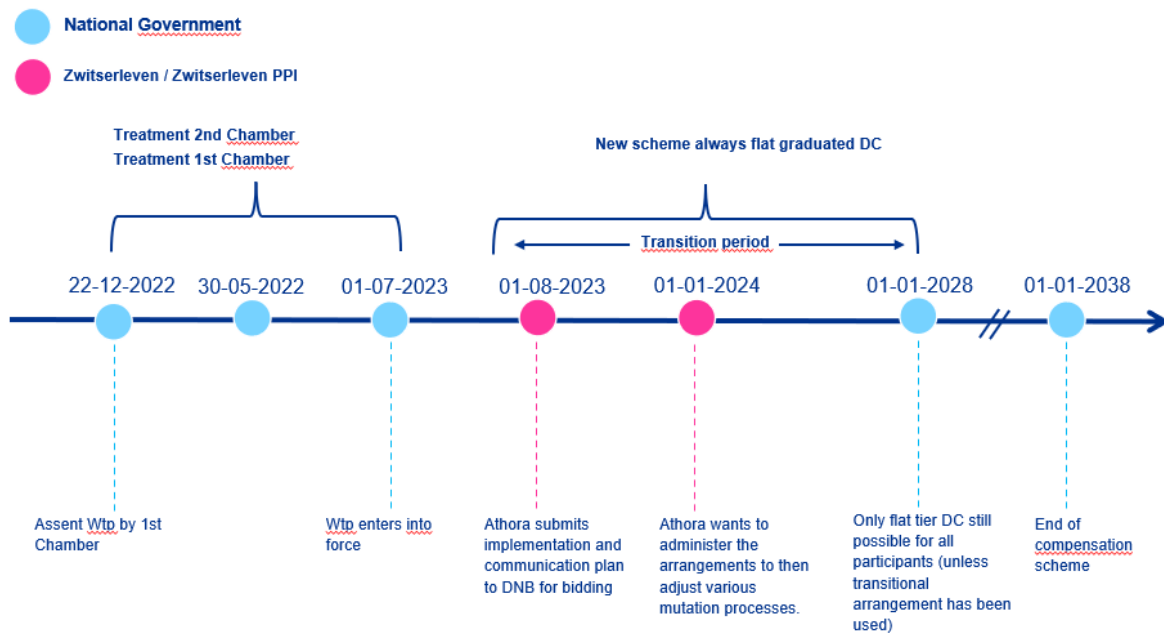 National Government
Zwitserleven / Zwitserleven PPI
Treatment 2nd Chamber
Treatment 1st Chamber
New scheme always flat graduated DC
Transition period
22-12-2022
30-05-2022
01-07-2023
01-08-2023
01-01-2024
01-01-2028
01-01-2038
Assent Wtp by 1st
Chamber
Wtp enters into
force
Athora submits
implementation and
communication plan
to DNB for bidding
Athora wants to
administer the
arrangements to then
adjust various
mutation processes.
Only flat tier DC still
possible for all
participants (unless
transitional
arrangement has been
used)
End of
compensation
scheme